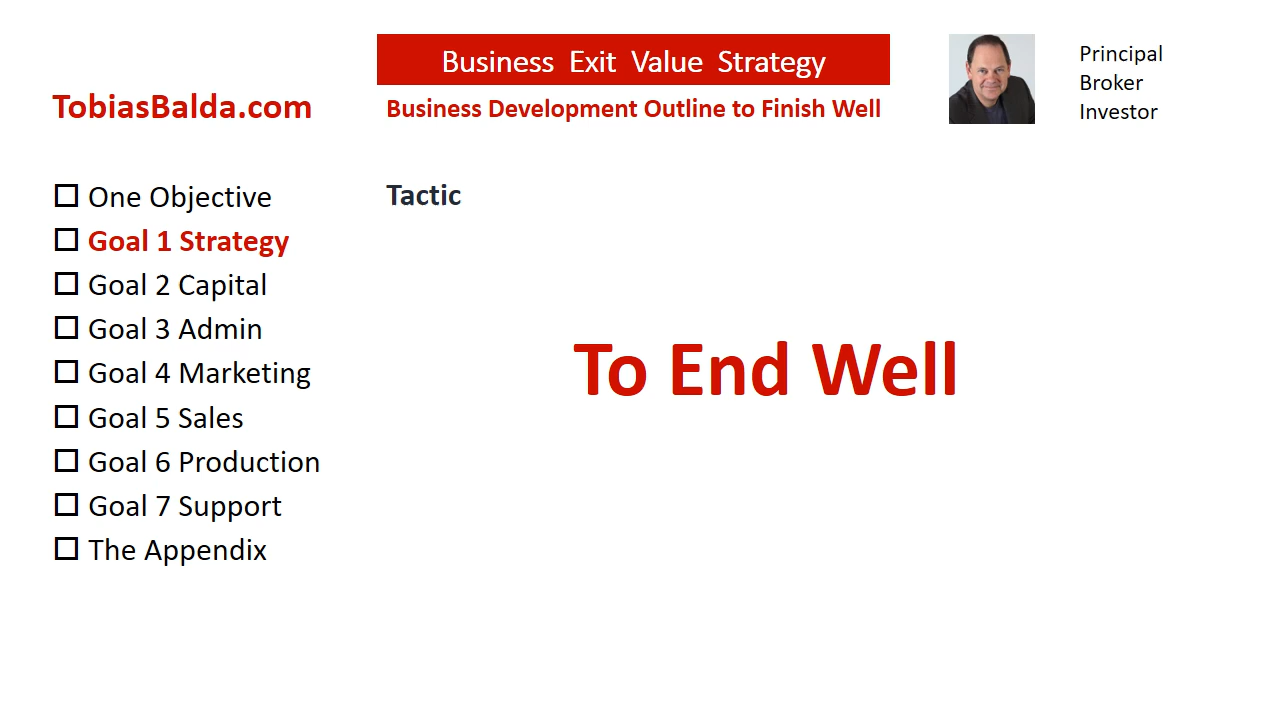 Business Exit Value Strategy
TobiasBalda.com
Business Development Outline to Finish Well
Principal
Broker
Investor
One Objective
Goal 1 Strategy
Goal 2 Capital
Goal 3 Admin
Goal 4 Marketing
Goal 5 Sales
Goal 6 Production
Goal 7 Support
The Appendix
Tactic
To End Well